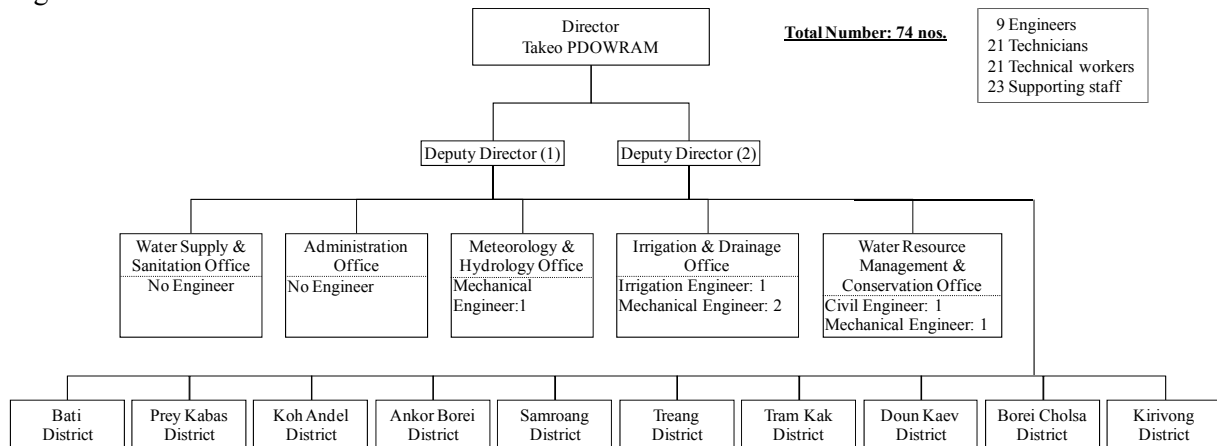 Director
Takeo PDOWRAM
Total Number: 74 nos.
9 Engineers
21 Technicians
21 Technical workers
23 Supporting staff
Deputy Director (1)
Deputy Director (2)
Water Supply &
Sanitation Office
No Engineer
Administration
Office
No Engineer
Meteorology &
Hydrology Office
Mechanical
Engineer:1
Irrigation & Drainage
Office
Irrigation Engineer: 1
Mechanical Engineer: 2
Water Resource
Management &
Conservation Office
Civil Engineer: 1
Mechanical Engineer: 1
Bati
District
Prey Kabas
District
Koh Andel
District
Ankor Borei
District
Samroang
District
Treang
District
Tram Kak
District
Doun Kaev
District
Borei Cholsa
District
Kirivong
District